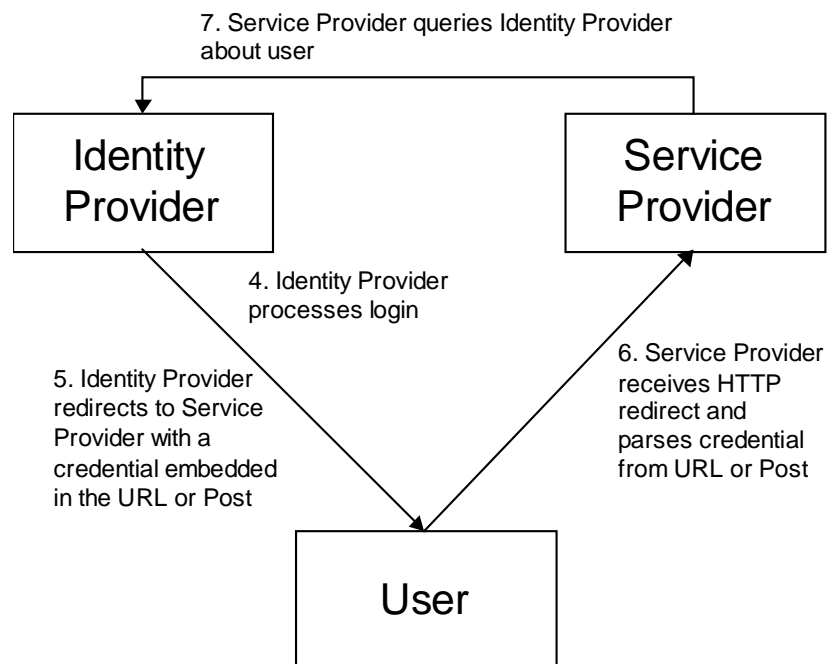 7. Service Provider queries Identity Provider
about user
Identity
Provider
Service
Provider
4. Identity Provider
processes login
5. Identity Provider
redirects to Service
Provider with a
credential embedded
in the URL or Post
6. Service Provider
receives HTTP
redirect and
parses credential
from URL or Post
User